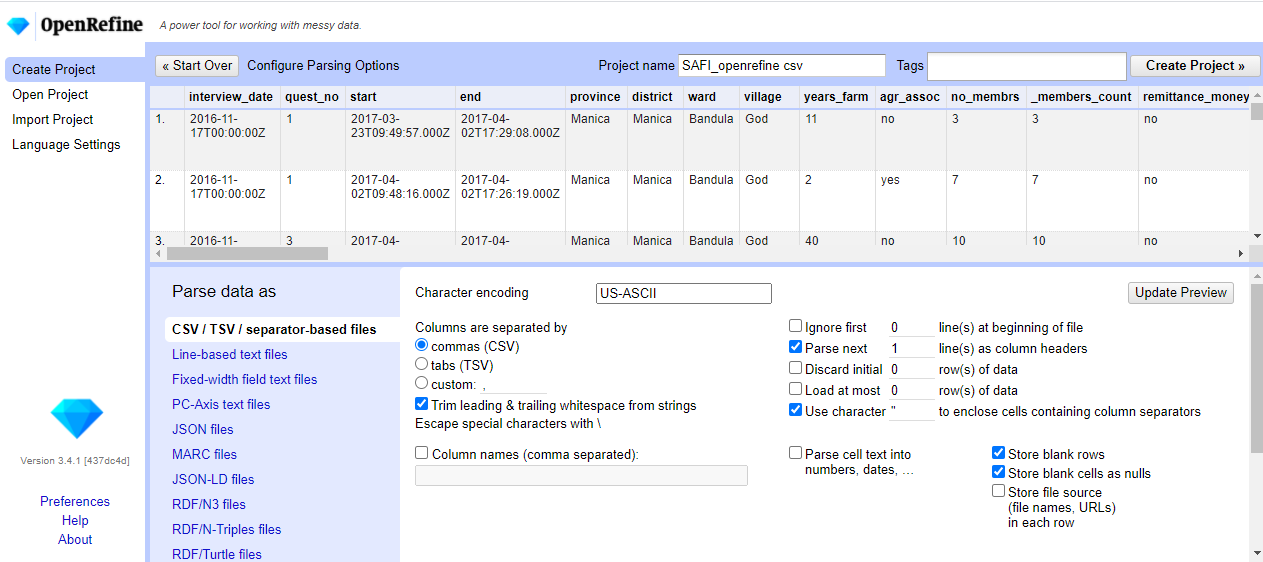 OpenRefine A power tool for working with messy data.
Create Project
Open Project
Import Project
Language Settings
Version 3.4.1 [437dc4d]
Preferences
Help
About
« Start Over Configure Parsing Options Project name SAFI_openrefine csv Tags Create Project »
interview_date quest_no start end province district ward village years_farm agr_assoc no_membrs _members_count remittance_money
1. 2016-11- 1 2017-03- 2017-04- Manica Manica Bandula God 11 no 3 3 no
17T00:00:00Z 23T09:49:57.000Z 02T17:29:08.000Z
2. 2016-11- 1 2017-04- 2017-04- Manica Manica Bandula God 2 yes 7 7 no
17T00:00:00Z 02T09:48:16.000Z 02T17:26:19.000Z
3. 2016-11- 3 2017-04- 2017-04- Manica Manica Bandula God 40 no 10 10 no
Parse data as
CSV / TSV / separator-based files
Line-based text files
Fixed-width field text files
PC-Axis text files
JSON files
MARC files
JSON-LD files
RDF/N3 files
RDF/N-Triples files
RDF/Turtle files
Character encoding US-ASCII Update Preview
Columns are separated by
commas (CSV)
tabs (TSV)
custom: ,
Trim leading & trailing whitespace from strings
Escape special characters with \
Column names (comma separated):
Ignore first 0 line(s) at beginning of file
Parse next 1 line(s) as column headers
Discard initial 0 row(s) of data
Load at most 0 row(s) of data
Use character " to enclose cells containing column separators
Parse cell text into
numbers, dates, ...
Store blank rows
Store blank cells as nulls
Store file source
(file names, URLs)
in each row